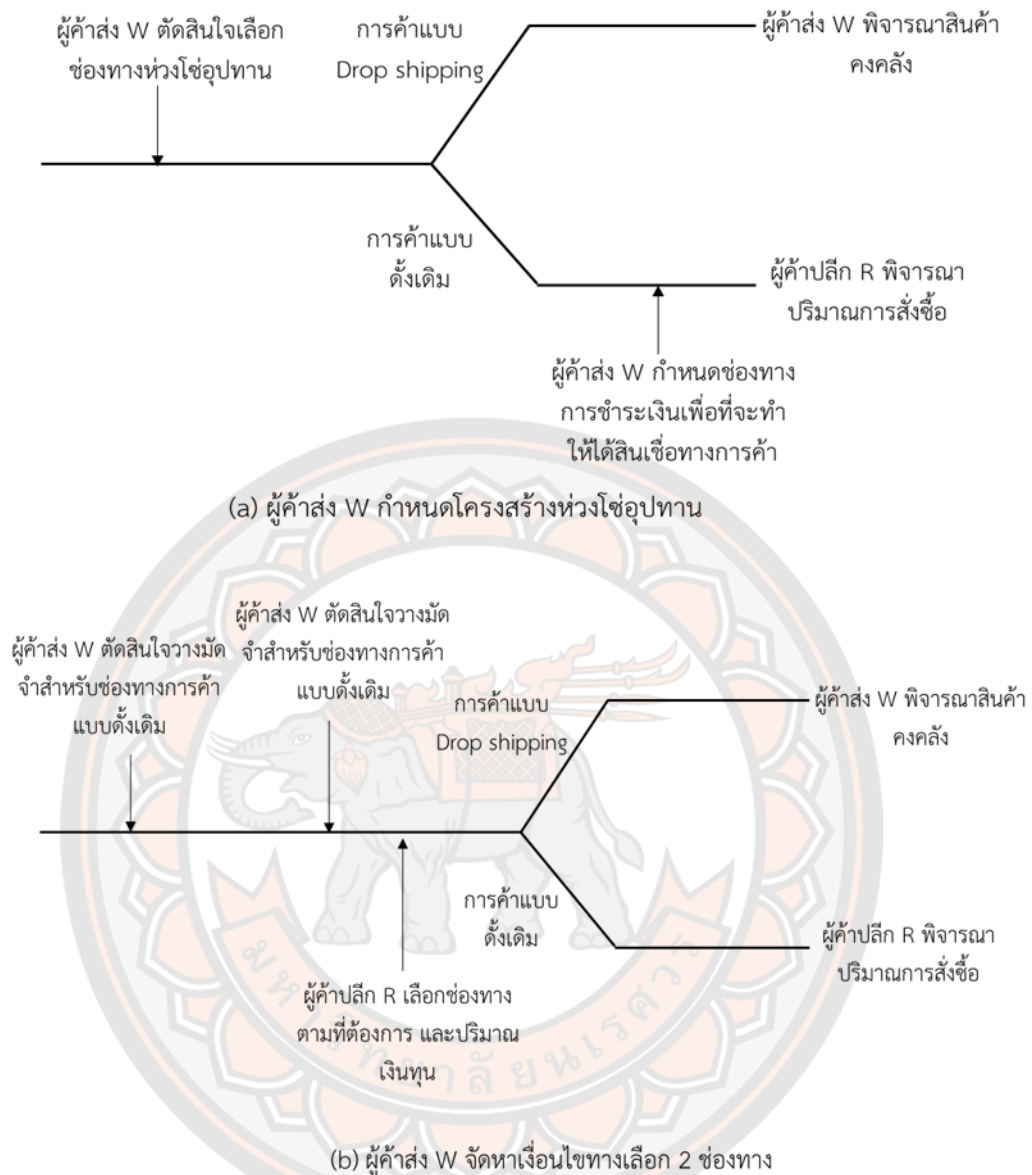 ผู้ค้าส่ง W ตัดสินใจเลือก
ช่องทางห่วงโซ่อุปทาน
การค้าแบบ
Drop shipping
ผู้ค้าส่ง W พิจารณาสินค้า
คงคลัง
การค้าแบบ
ดั้งเดิม
ผู้ค้าปลีก R พิจารณา
ปริมาณการสั่งซื้อ
ผู้ค้าส่ง W กำหนดช่องทาง
การชำระเงินเพื่อที่จะทำ
ให้ได้สินเชื่อทางการค้า
(a) ผู้ค้าส่ง W กำหนดโครงสร้างห่วงโซ่อุปทาน
ผู้ค้าส่ง W ตัดสินใจวางมัด
จำสำหรับช่องทางการค้า
แบบดั้งเดิม
ผู้ค้าส่ง W ตัดสินใจวางมัด
จำสำหรับช่องทางการค้า
แบบดั้งเดิม
การค้าแบบ
Drop shipping
ผู้ค้าส่ง W พิจารณาสินค้า
คงคลัง
การค้าแบบ
ดั้งเดิม
ผู้ค้าปลีก R พิจารณา
ปริมาณการสั่งซื้อ
ผู้ค้าปลีก R เลือกช่องทาง
ตามที่ต้องการ และปริมาณ
เงินทุน
มหาวิทยาลัยนเรศวร
(b) ผู้ค้าส่ง W จัดหาเงื่อนไขทางเลือก 2 ช่องทาง